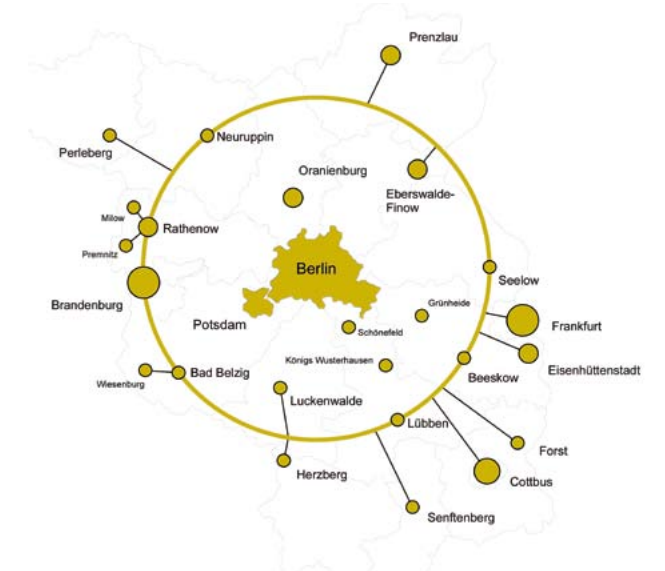 Prenzlau
Neuruppin
Perleberg
Oranienburg
Eberswalde-
Finow
Milow
Rathenow
Premnitz
Berlin
Seelow
Brandenburg
Grünheide
Potsdam
Schönefeld
Frankfurt
Königs Wusterhausen
Eisenhüttenstadt
Bad Belzig
Beeskow
Wiesenburg
Luckenwalde
Lübben
Forst
Herzberg
Cottbus
Senftenberg